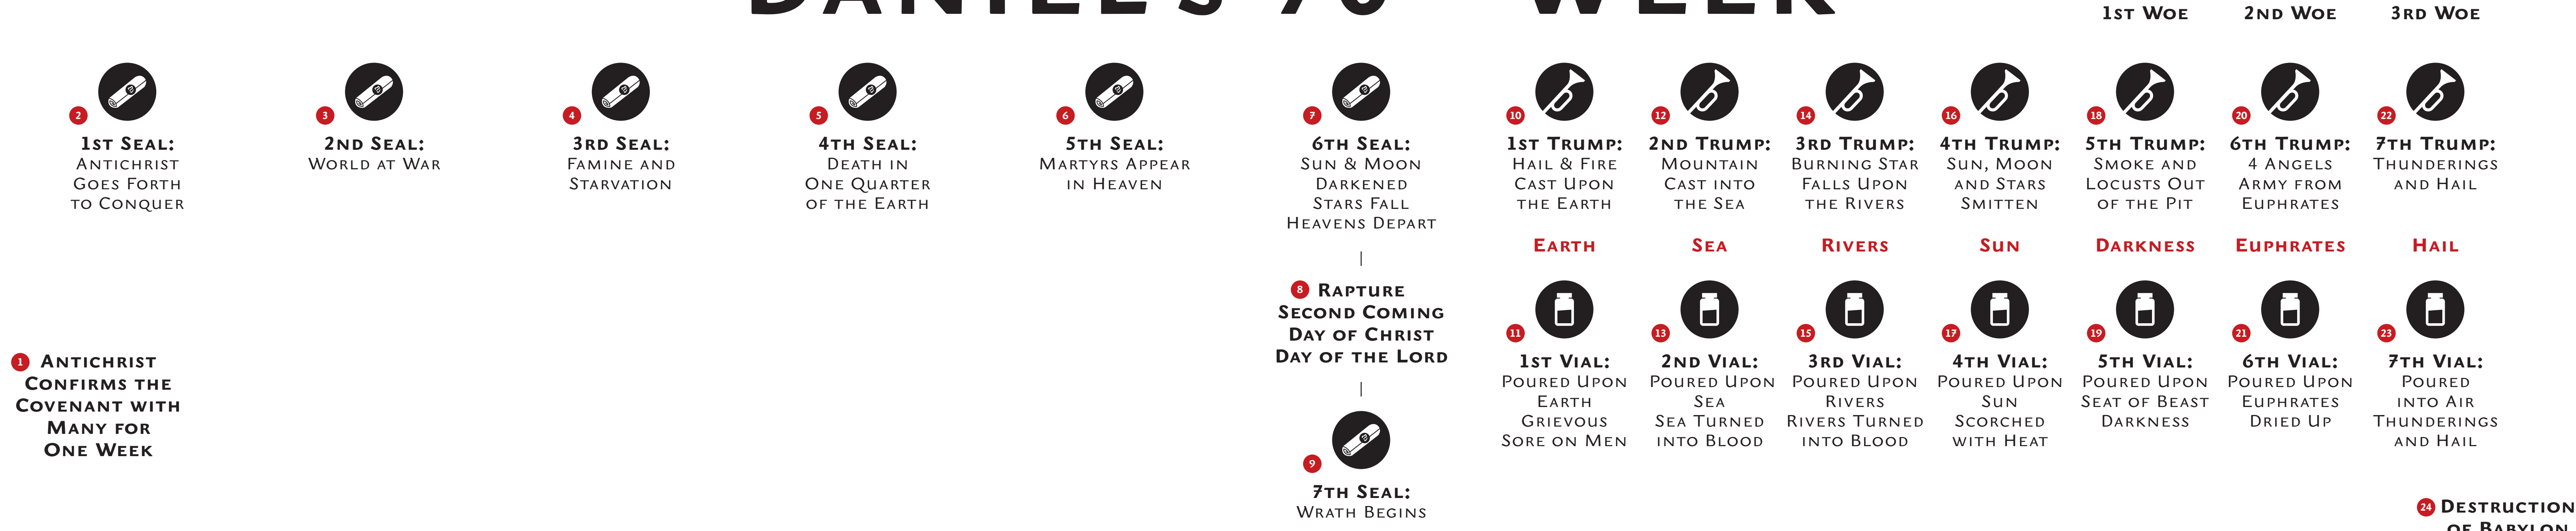 DANIEL'S 70 WEEK
1st Woe
2nd Woe
3rd Woe
2
1st Seal:
Antichrist
Goes Forth
to Conquer
3
2nd Seal:
World at War
4
3rd Seal:
Famine and
Starvation
5
4th Seal:
Death in
One Quarter
of the Earth
6
5th Seal:
Martyrs Appear
in Heaven
7
6th Seal:
Sun & Moon
Darkened
Stars Fall
Heavens Depart
10
1st Trump:
Hail & Fire
Cast Upon
the Earth
12
2nd Trump:
Mountain
Cast into
the Sea
14
3rd Trump:
Burning Star
Falls Upon
the Rivers
16
4th Trump:
Sun, Moon
and Stars
Smitten
18
5th Trump:
Smoke and
Locusts Out
of the Pit
20
6th Trump:
4 Angels
Army from
Euphrates
22
7th Trump:
Thunderings
and Hail
Earth
Sea
Rivers
Sun
Darkness
Euphrates
Hail
8 Rapture
Second Coming
Day of Christ
Day of the Lord
1 Antichrist
Confirms the
Covenant with
Many for
One Week
9
7th Seal:
Wrath Begins
11
1st Vial:
Poured Upon
Earth
Grievous
Sore on Men
13
2nd Vial:
Poured Upon
Sea
Sea Turned
into Blood
15
3rd Vial:
Poured Upon
Rivers
Rivers Turned
into Blood
17
4th Vial:
Poured Upon
Sun
Scorched
with Heat
19
5th Vial:
Poured Upon
Seat of Beast
Darkness
21
6th Vial:
Poured Upon
Euphrates
Dried Up
23
7th Vial:
Poured
into Air
Thunderings
and Hail
24 Destruction
of Babylon